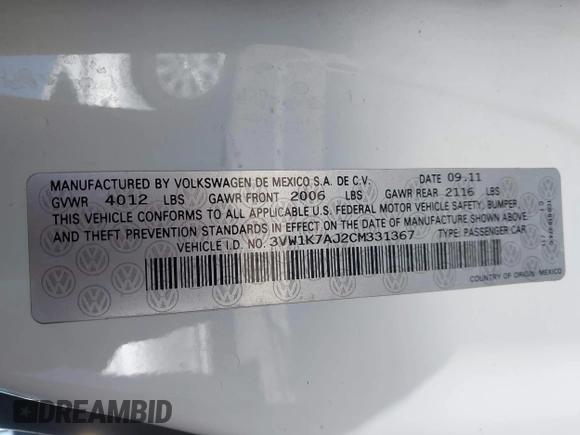 MANUFACTURED BY VOLKSWAGEN DE MEXICO S.A. DE C.V. DATE 09.11
GVWR 4012 LBS GAWR FRONT 2006 LBS GAWR REAR 2116 LBS
THIS VEHICLE CONFORMS TO ALL APPLICABLE U.S. FEDERAL MOTOR VEHICLE SAFETY, BUMPER,
AND THEFT PREVENTION STANDARDS IN EFFECT ON THE DATE OF MANUFACTURE SHOWN ABOVE.
VEHICLE I.D. NO. 3VW1K7AJ2CM331367 TYPE: PASSENGER CAR
COUNTRY OF ORIGIN: MEXICO
DREAMBID